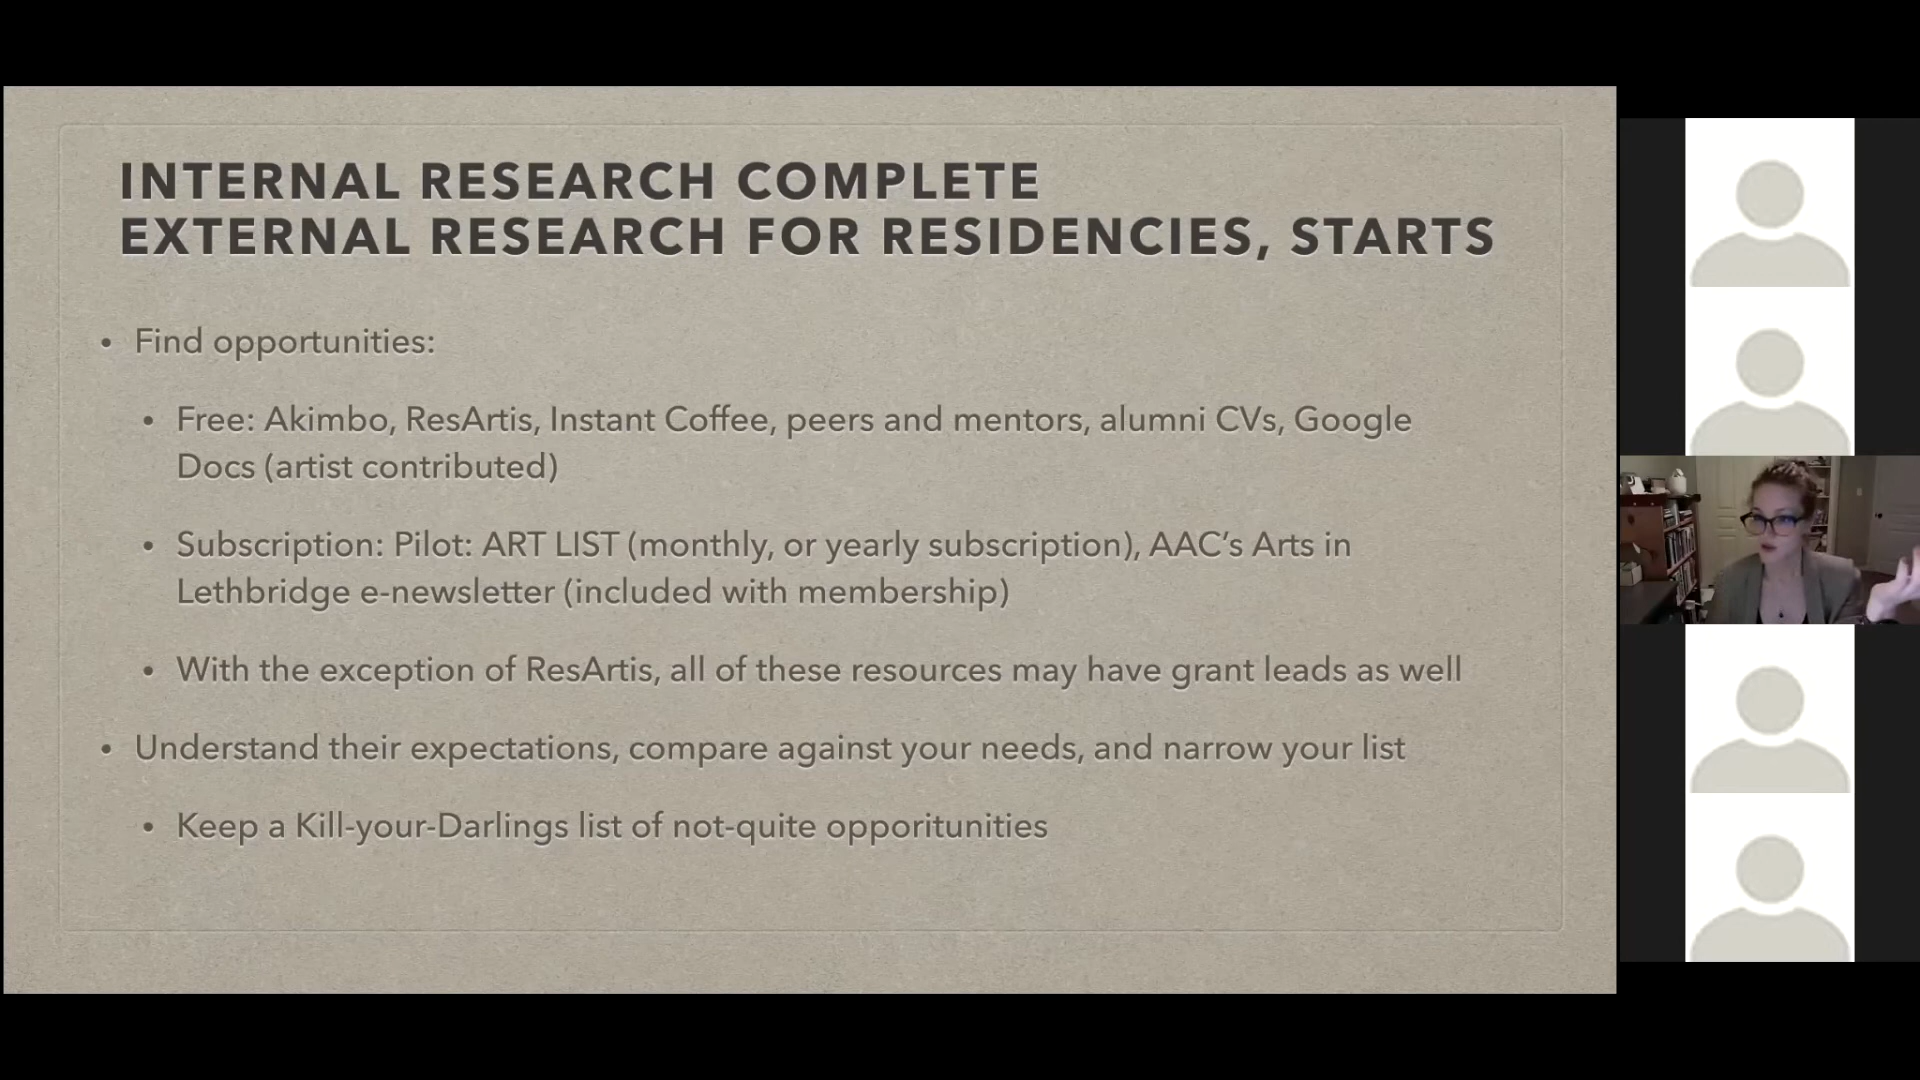 INTERNAL RESEARCH COMPLETE
EXTERNAL RESEARCH FOR RESIDENCIES, STARTS
• Find opportunities:
• Free: Akimbo, ResArtis, Instant Coffee, peers and mentors, alumni CVs, Google
Docs (artist contributed)
• Subscription: Pilot: ART LIST (monthly, or yearly subscription), AAC’s Arts in
Lethbridge e-newsletter (included with membership)
• With the exception of ResArtis, all of these resources may have grant leads as well
• Understand their expectations, compare against your needs, and narrow your list
• Keep a Kill-your-Darlings list of not-quite opporitunities